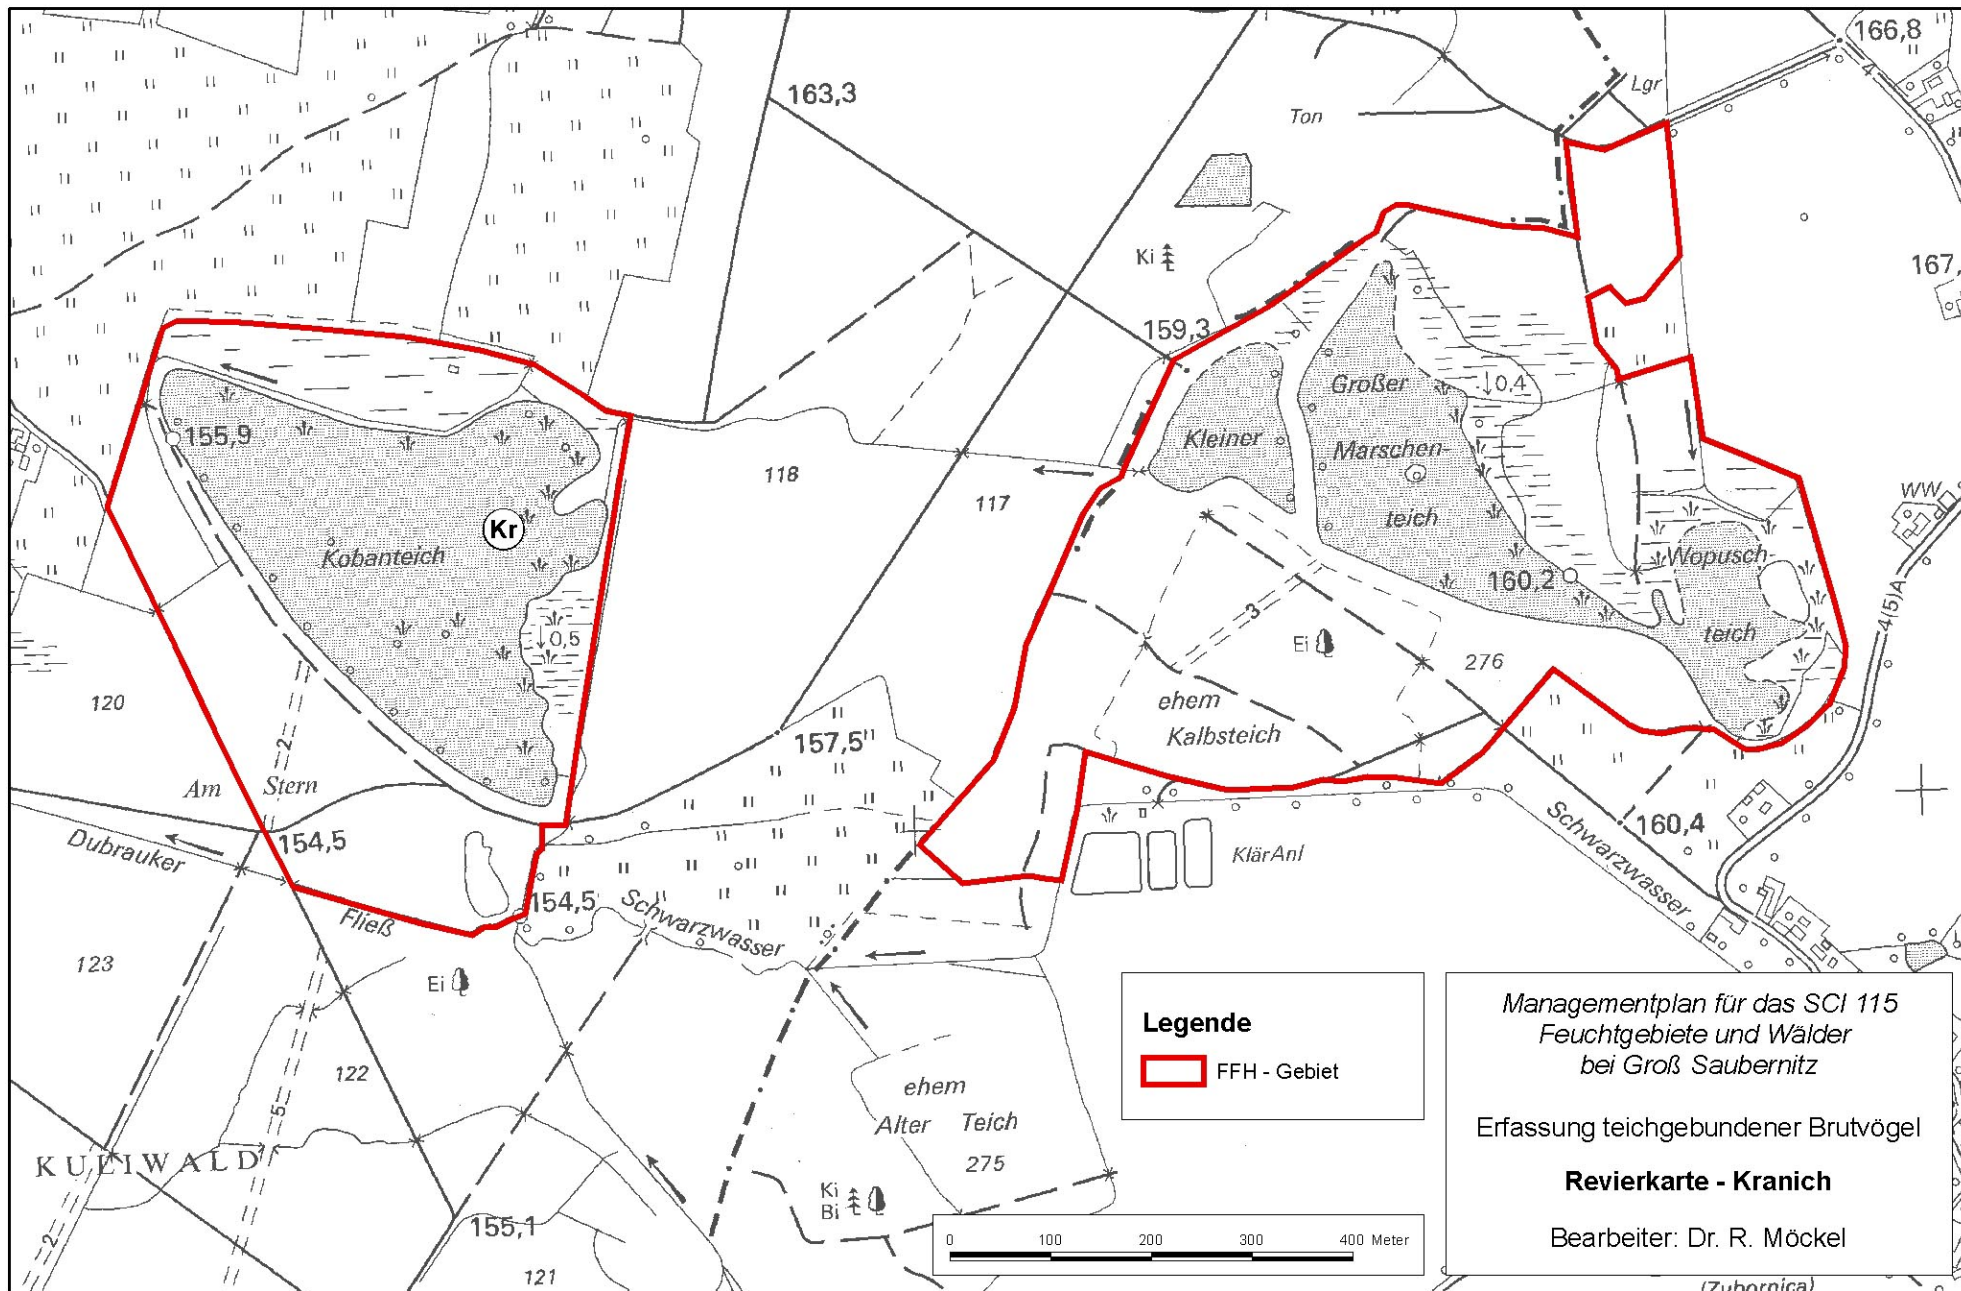 166,8
4
163,3
Lgr
Ton
167,
Ki
159,3
Großer
0,4
155,9
Kleiner
Marschen-
118
117
WW
teich
Kr
Kobanteich
Wopusch-
160,2
4(5)A
3
Ei
0,5
teich
276
120
ehem
157,5
Kalbsteich
2
Am Stern
Dubrauker
154,5
Schwarzwasser
160,4
KlärAnl
154,5
Fließ
Schwarzwasser
123
Ei
122
5
ehem
Alter Teich
275
KULIWALD
Ki
Bi
155,1
2
121
Legende
FFH - Gebiet
0 100 200 300 400 Meter
Managementplan für das SCI 115
Feuchtgebiete und Wälder
bei Groß Saubernitz
Erfassung teichgebundener Brutvögel
Revierkarte - Kranich
Bearbeiter: Dr. R. Möckel
(Zubornica)